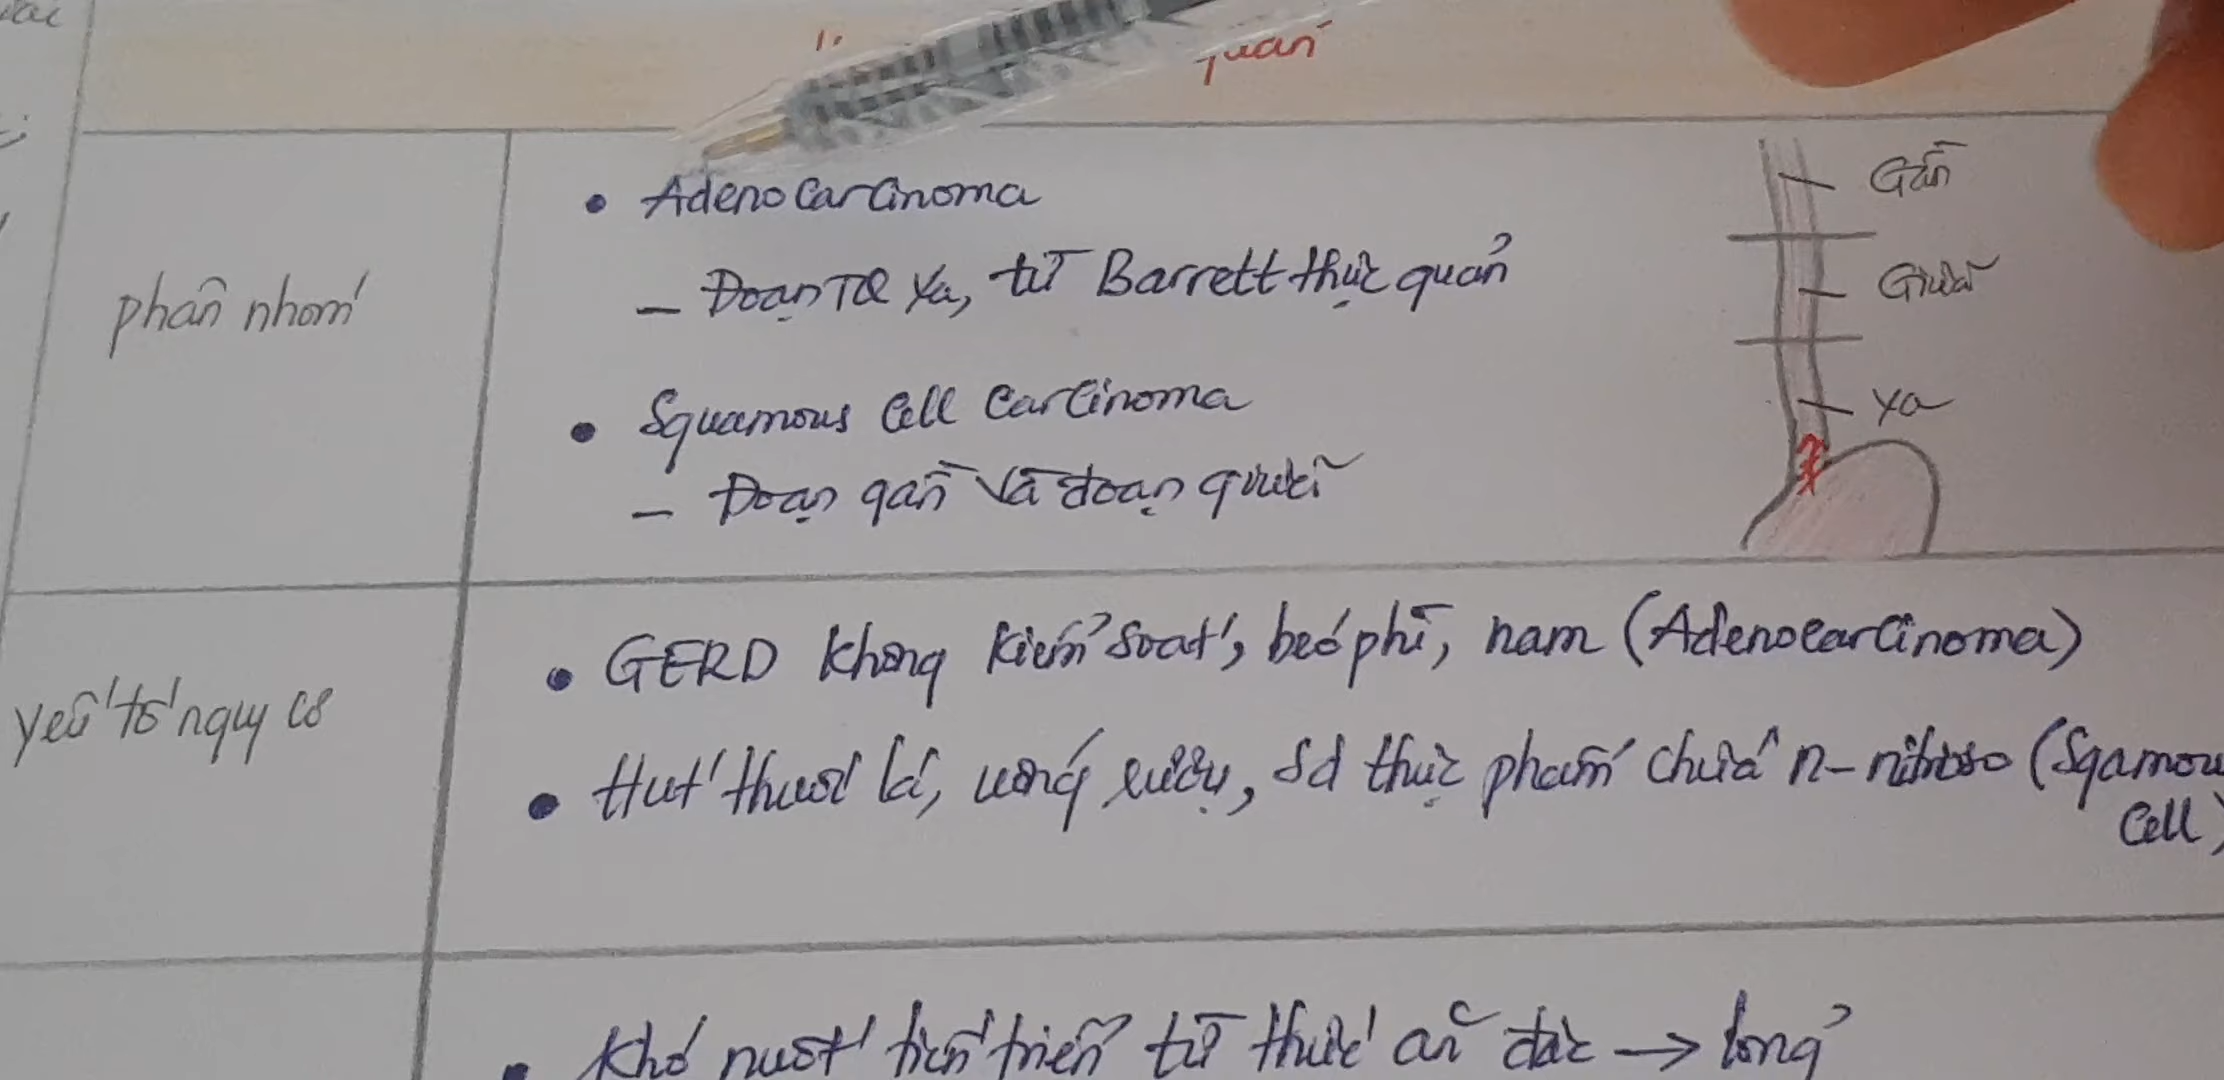 quản
phân nhóm
• Adenocarcinoma
– Đoạn TQ xa, từ Barrett thực quản
• Squamous cell carcinoma
– Đoạn gần và đoạn giữa
Gần
Giữa
xa
yếu tố nguy cơ
• GERD không kiểm soát, béo phì, nam (Adenocarcinoma)
• Hút thuốc lá, uống rượu, sd thực phẩm chứa n-nitroso (Sqamou
cell)
• Khó nuốt tiến triển từ thức ăn đặc → lỏng